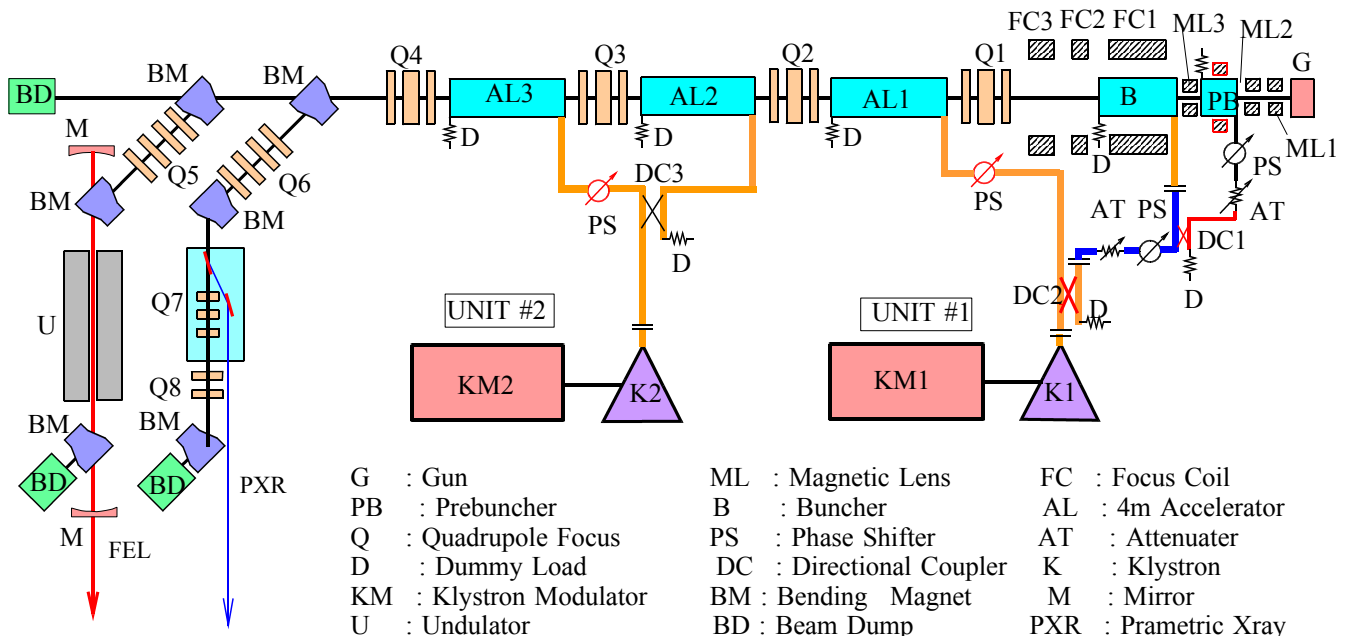 FC3 FC2 FC1 ML3 ML2 G
BM BM Q4 Q3 Q2 Q1
BD AL3 AL2 AL1 B PB
M D D D D ML1
Q5 Q6 PS
BM BM DC3 AT PS AT
PS PS DC1
D D
Q7 DC2 D
U UNIT #2 UNIT #1
Q8 KM2 K2 KM1 K1
BM BM
BD BD PXR
M FEL
G : Gun ML : Magnetic Lens FC : Focus Coil
PB : Prebuncher B : Buncher AL : 4m Accelerator
Q : Quadrupole Focus PS : Phase Shifter AT : Attenuater
D : Dummy Load DC : Directional Coupler K : Klystron
KM : Klystron Modulator BM : Bending Magnet M : Mirror
U : Undulator BD : Beam Dump PXR : Prametric Xray